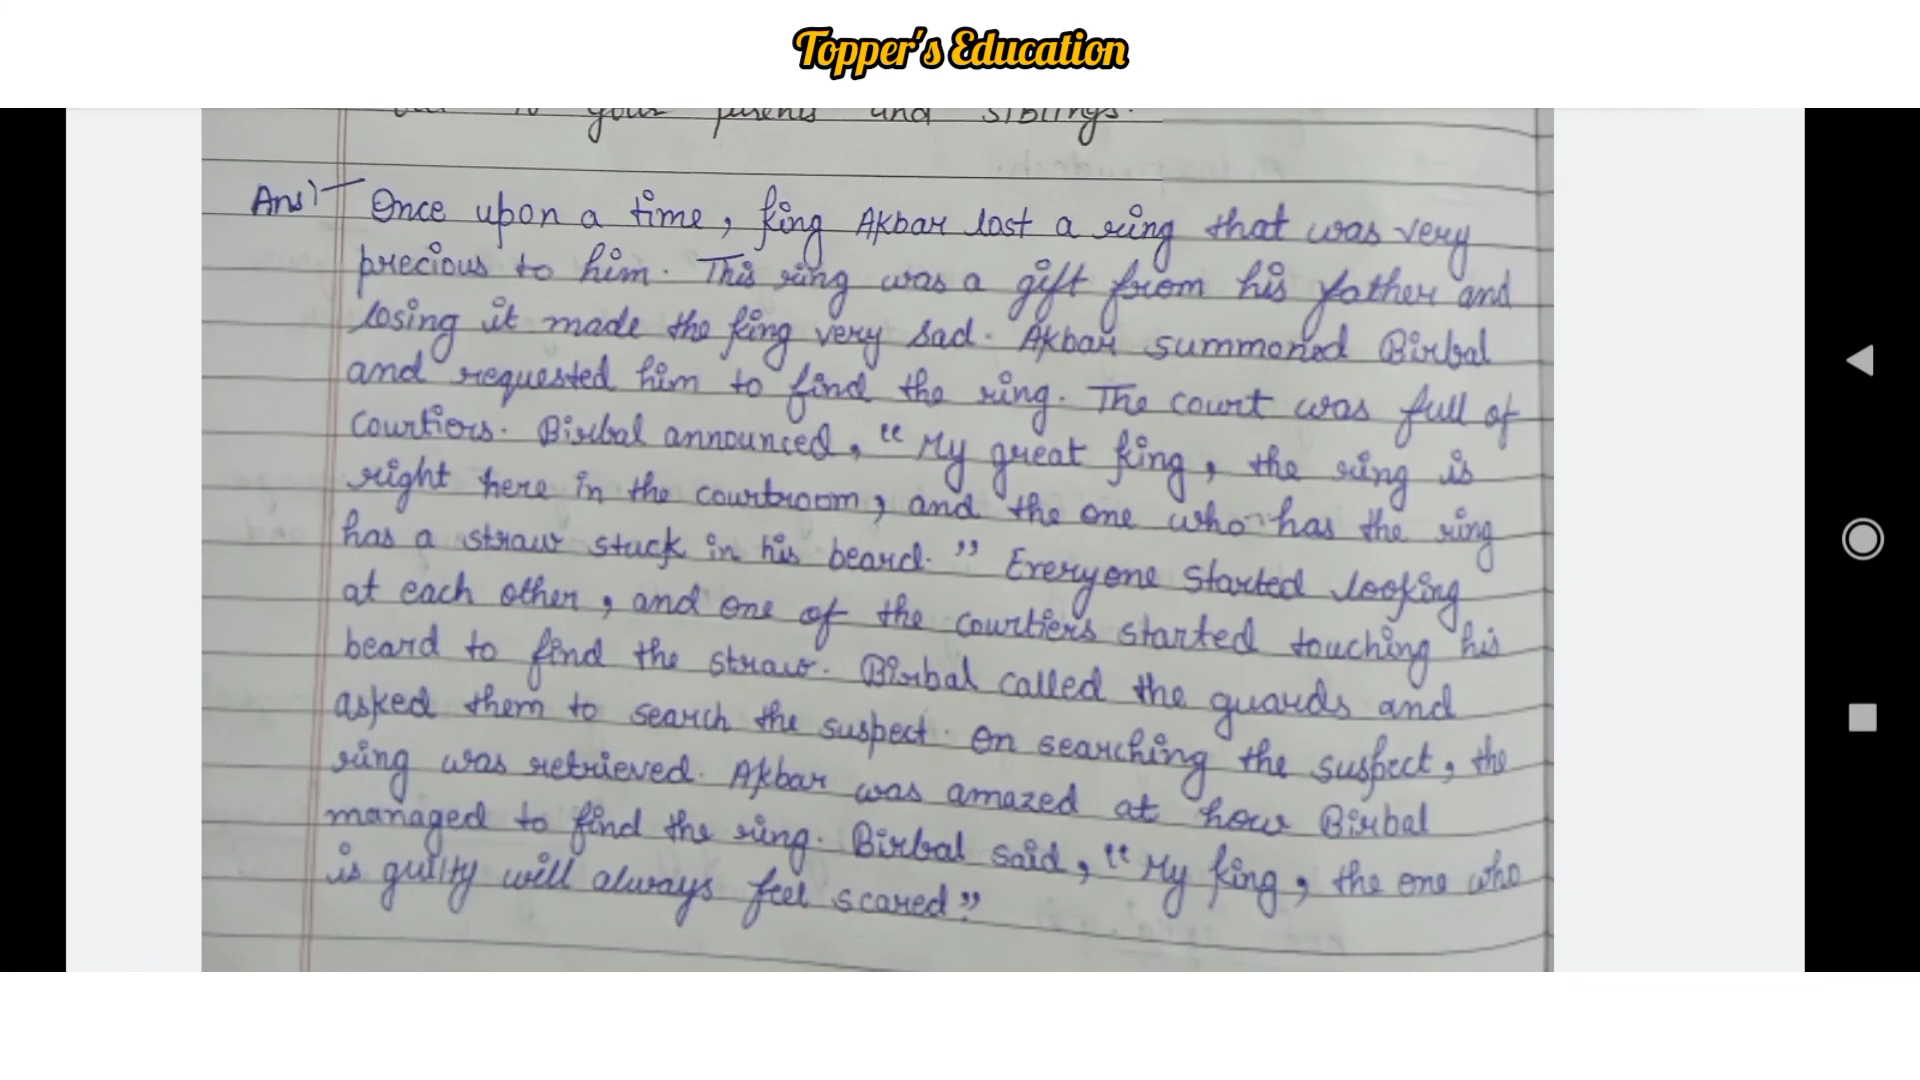 Topper's Education
to your parents and siblings.
Ans)- Once upon a time, king Akbar lost a ring that was very
precious to him. This ring was a gift from his father and
losing it made the king very sad. Akbar summoned Birbal
and requested him to find the ring. The court was full of
courtiers. Birbal announced, "My great king, the ring is
right here in the courtroom, and the one who has the ring
has a straw stuck in his beard." Everyone started looking
at each other, and one of the courtiers started touching his
beard to find the straw. Birbal called the guards and
asked them to search the suspect. On searching the suspect, the
ring was retrieved. Akbar was amazed at how Birbal
managed to find the ring. Birbal said, "My king, the one who
is guilty will always feel scared."